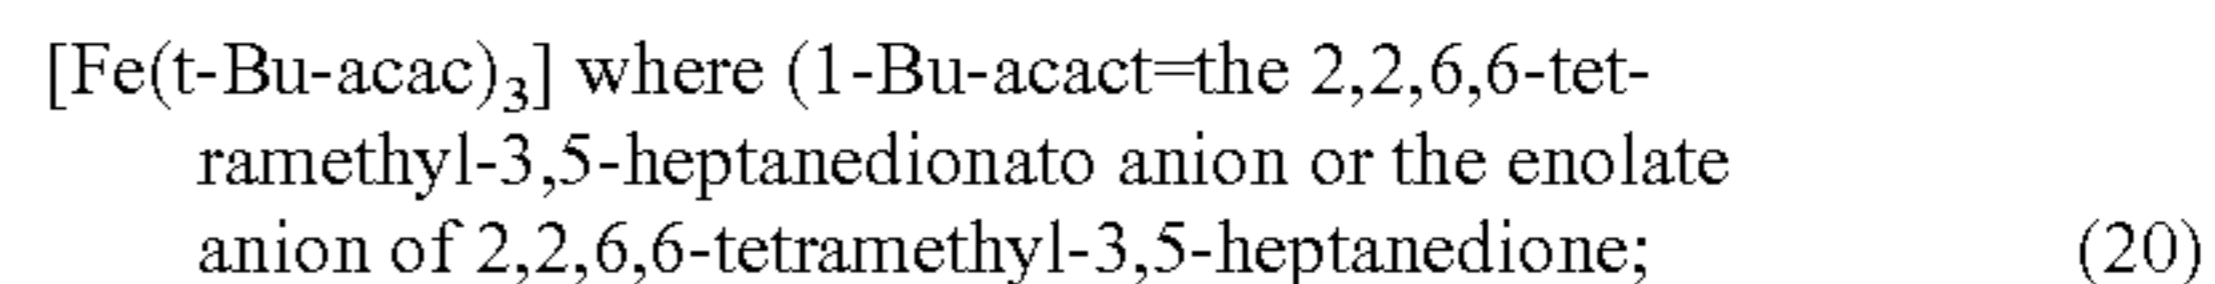 [Fe(t-Bu-acac)₃] where (1-Bu-acact=the 2,2,6,6-tet-
ramethyl-3,5-heptanedionato anion or the enolate
anion of 2,2,6,6-tetramethyl-3,5-heptanedione; (20)